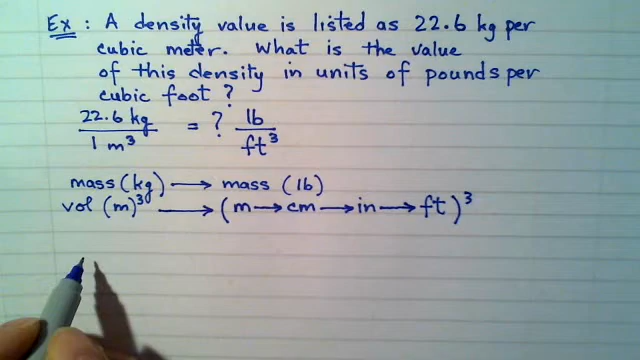 Ex: A density value is listed as 22.6 kg per
cubic meter. What is the value
of this density in units of pounds per
cubic foot?
22.6 kg / 1 m³ = ? lb / ft³
mass (kg) → mass (lb)
vol (m)³ → (m → cm → in → ft)³